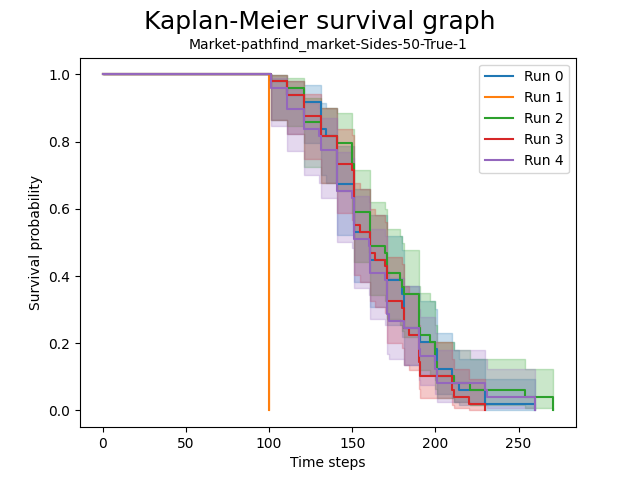 Kaplan-Meier survival graph
Market-pathfind_market-Sides-50-True-1
Run 0
Run 1
Run 2
Run 3
Run 4
Survival probability
1.0
0.8
0.6
0.4
0.2
0.0
0 50 100 150 200 250
Time steps